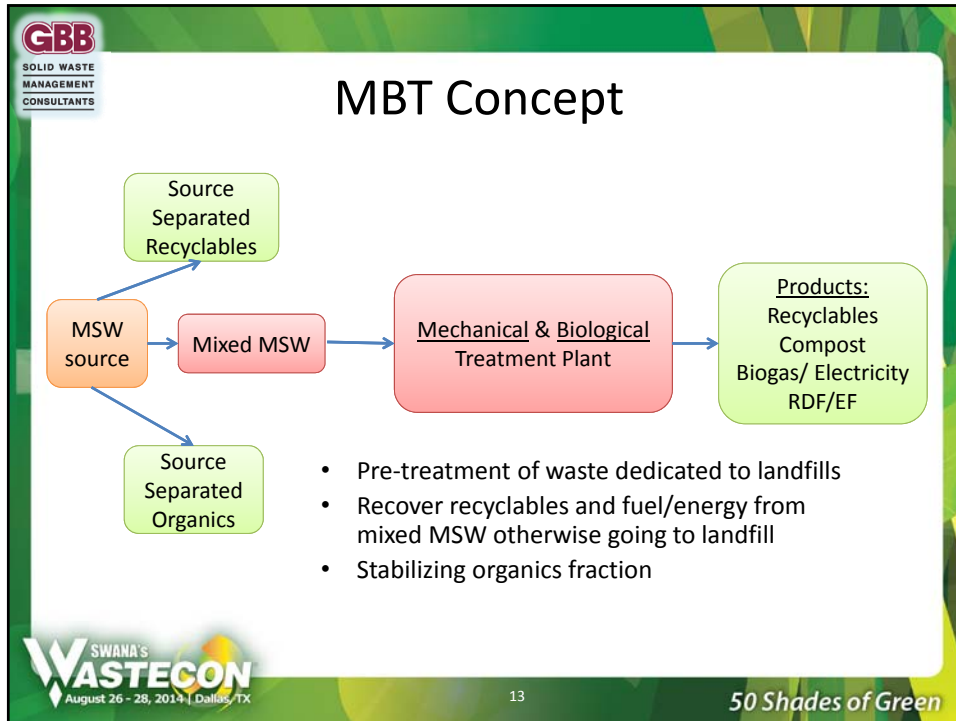 GBB
SOLID WASTE
MANAGEMENT
CONSULTANTS
MBT Concept
Source
Separated
Recyclables
MSW
source
Mixed MSW
Mechanical & Biological
Treatment Plant
Products:
Recyclables
Compost
Biogas/ Electricity
RDF/EF
Source
Separated
Organics
• Pre-treatment of waste dedicated to landfills
• Recover recyclables and fuel/energy from
mixed MSW otherwise going to landfill
• Stabilizing organics fraction
SWANA's
WASTECON
August 26 - 28, 2014 | Dallas, TX
13
50 Shades of Green